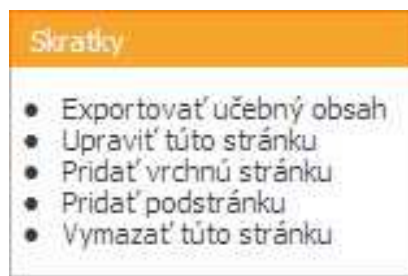 Skratky
Exportovať učebný obsah
Upraviť túto stránku
Pridať vrchnú stránku
Pridať podstránku
Vymazať túto stránku